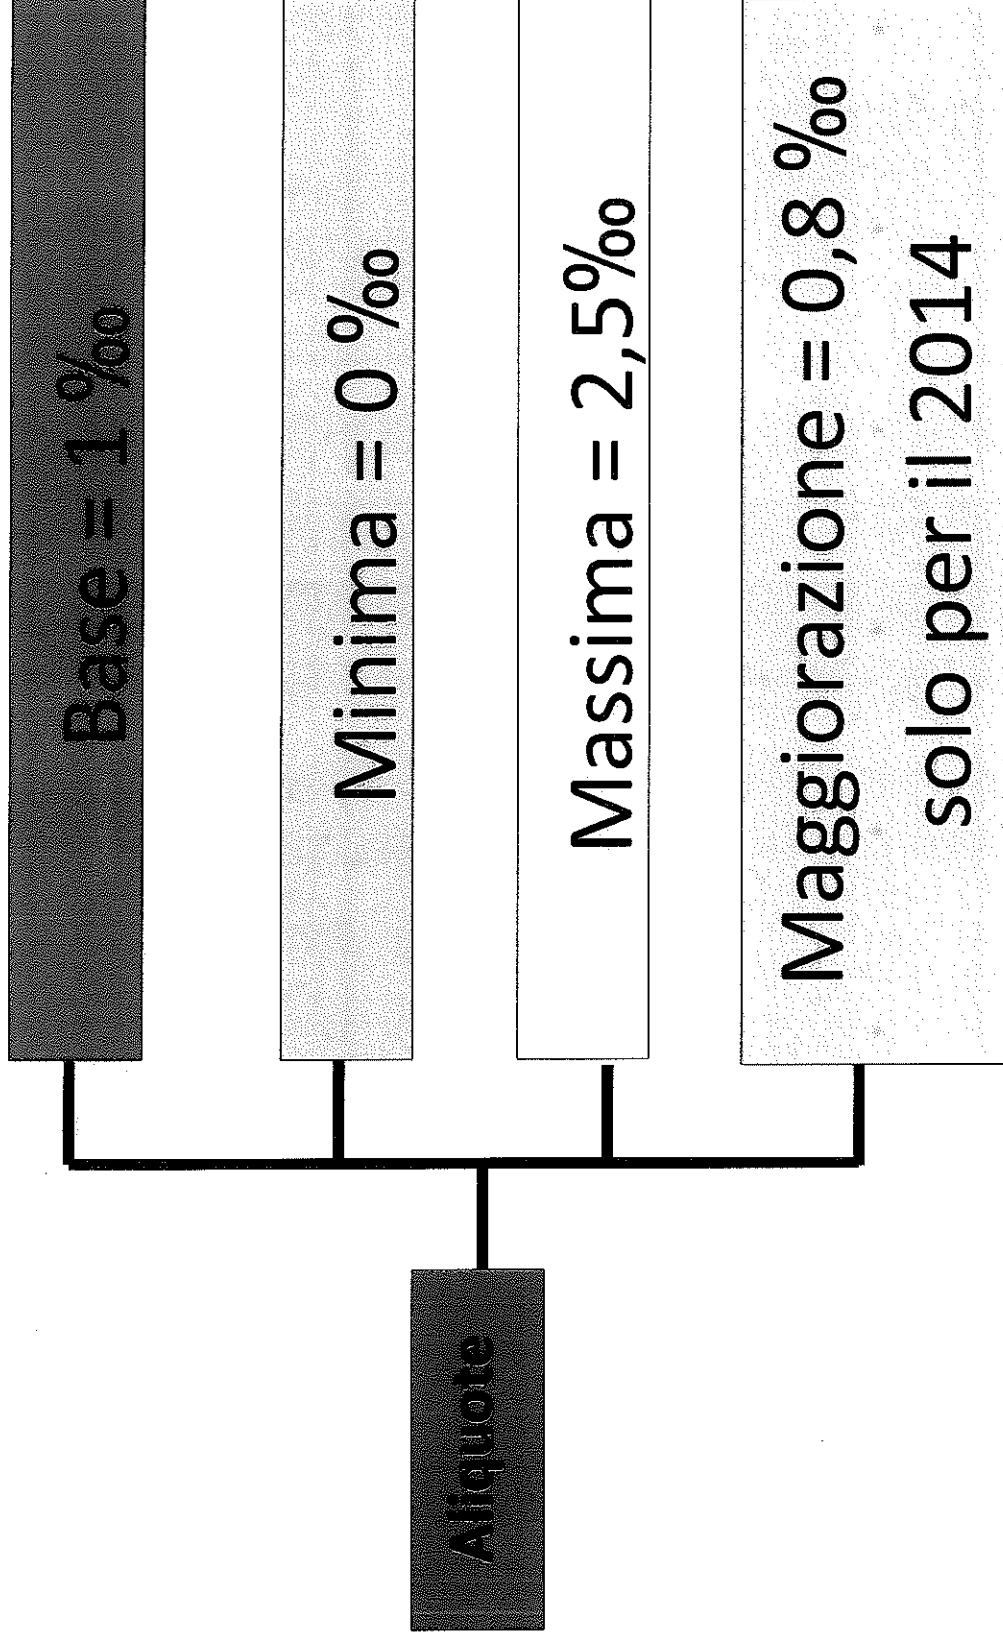 Aliquote
Base = 1 ‰
Minima = 0 ‰
Massima = 2,5‰
Maggiorazione = 0,8 ‰
solo per il 2014